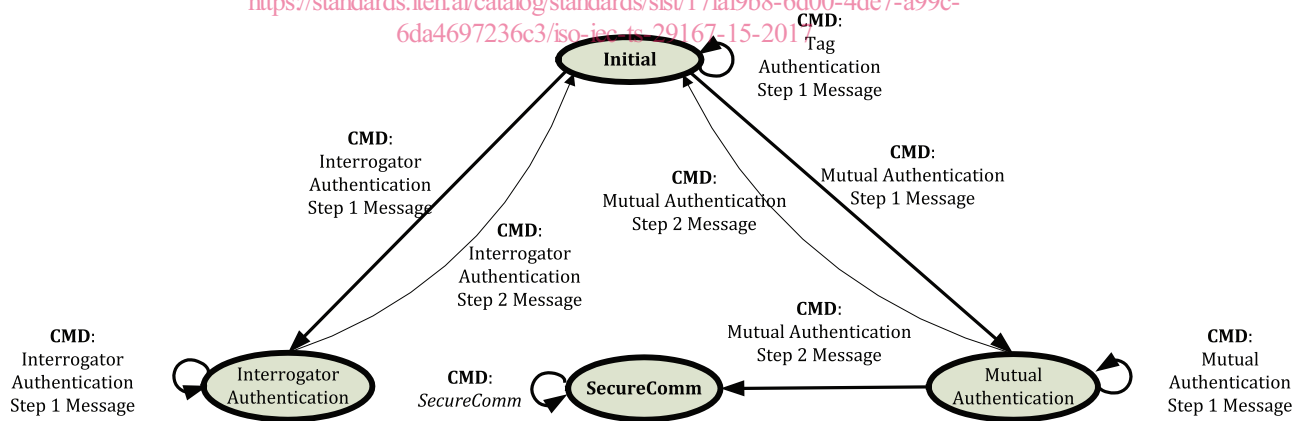 https://standards.iteh.ai/catalog/standards/sist/171af9b8-6d00-4de7-a99c-
6da4697236c3/iso-iec-ts-29167-15-2017
Initial
CMD:
Tag
Authentication
Step 1 Message
CMD:
Interrogator
Authentication
Step 1 Message
CMD:
Mutual Authentication
Step 1 Message
CMD:
Mutual Authentication
Step 2 Message
CMD:
Interrogator
Authentication
Step 2 Message
CMD:
Mutual Authentication
Step 2 Message
CMD:
Interrogator
Authentication
Step 1 Message
Interrogator
Authentication
CMD:
SecureComm
SecureComm
Mutual
Authentication
CMD:
Mutual
Authentication
Step 1 Message